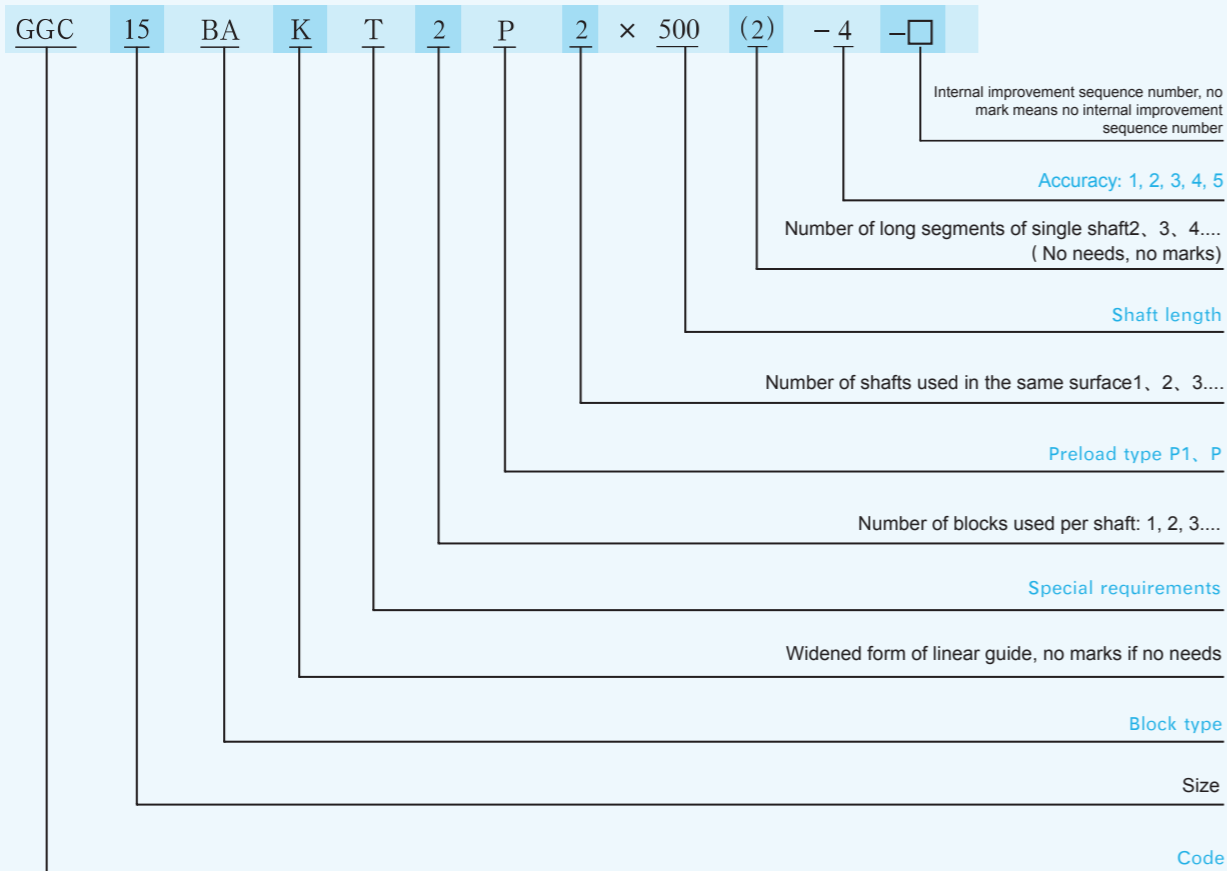 GGC 15 BA K T 2 P 2 × 500 (2) -4 -□
Internal improvement sequence number, no
mark means no internal improvement
sequence number
Accuracy: 1, 2, 3, 4, 5
Number of long segments of single shaft2、3、4....
( No needs, no marks)
Shaft length
Number of shafts used in the same surface1、2、3....
Preload type P1、P
Number of blocks used per shaft: 1, 2, 3....
Special requirements
Widened form of linear guide, no marks if no needs
Block type
Size
Code